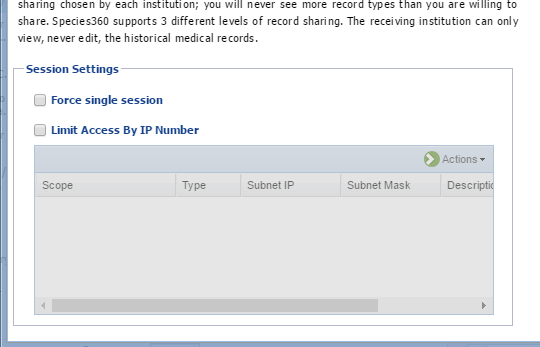 sharing chosen by each institution; you will never see more record types than you are willing to
share. Species360 supports 3 different levels of record sharing. The receiving institution can only
view, never edit, the historical medical records.
Session Settings
Force single session
Limit Access By IP Number
Actions
Scope Type Subnet IP Subnet Mask